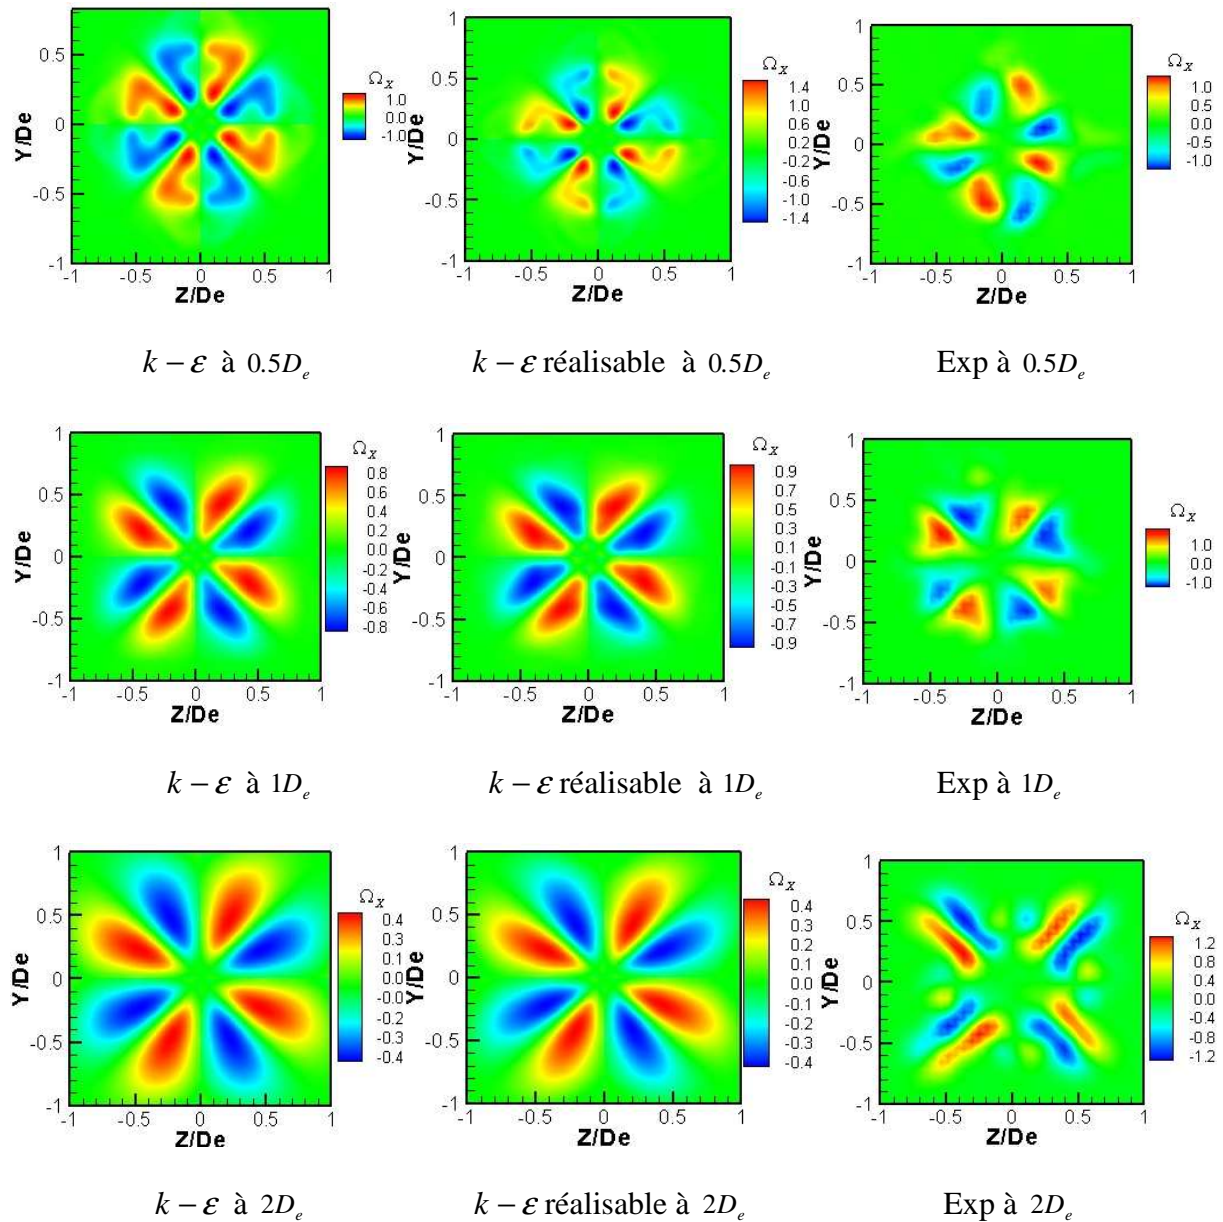 1
0.5
0
-0.5
-1
Y/De
-1 -0.5 0 0.5 1
Z/De
Ωx
1.0
0.0
-1.0
1
0.5
0
-0.5
-1
Y/De
-1 -0.5 0 0.5 1
Z/De
Ωx
1.4
1.0
0.6
0.2
-0.2
-0.6
-1.0
-1.4
1
0.5
0
-0.5
-1
Y/De
-1 -0.5 0 0.5 1
Z/De
Ωx
1.0
0.5
0.0
-0.5
-1.0
k − ε à 0.5Dₑ
k − ε réalisable à 0.5Dₑ
Exp à 0.5Dₑ
1
0.5
0
-0.5
-1
Y/De
-1 -0.5 0 0.5 1
Z/De
Ωx
0.8
0.6
0.4
0.2
0.0
-0.2
-0.4
-0.6
-0.8
1
0.5
0
-0.5
-1
Y/De
-1 -0.5 0 0.5 1
Z/De
Ωx
0.9
0.7
0.5
0.3
0.1
-0.1
-0.3
-0.5
-0.7
-0.9
1
0.5
0
-0.5
-1
Y/De
-1 -0.5 0 0.5 1
Z/De
Ωx
1.0
0.0
-1.0
k − ε à 1Dₑ
k − ε réalisable à 1Dₑ
Exp à 1Dₑ
1
0.5
0
-0.5
-1
Y/De
-1 -0.5 0 0.5 1
Z/De
Ωx
0.4
0.3
0.2
0.1
0.0
-0.1
-0.2
-0.3
-0.4
1
0.5
0
-0.5
-1
Y/De
-1 -0.5 0 0.5 1
Z/De
Ωx
0.4
0.3
0.2
0.1
0.0
-0.1
-0.2
-0.3
-0.4
1
0.5
0
-0.5
-1
Y/De
-1 -0.5 0 0.5 1
Z/De
Ωx
1.2
0.8
0.4
0.0
-0.4
-0.8
-1.2
k − ε à 2Dₑ
k − ε réalisable à 2Dₑ
Exp à 2Dₑ